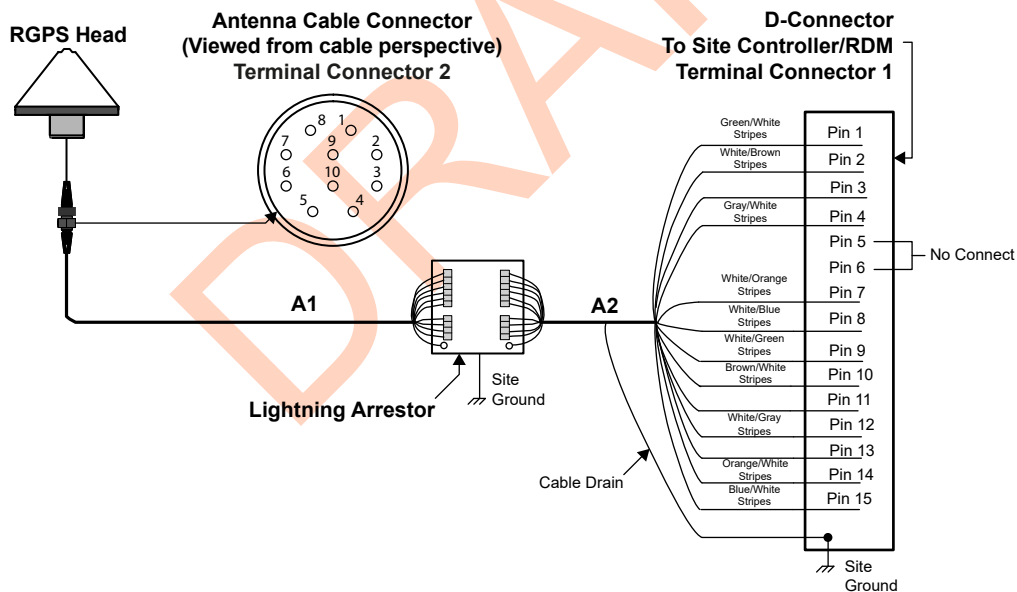 RGPS Head
Antenna Cable Connector
(Viewed from cable perspective)
Terminal Connector 2
D-Connector
To Site Controller/RDM
Terminal Connector 1
8
1
7
9
2
6
10
3
5
4
A1
A2
Lightning Arrestor
Site
Ground
Cable Drain
Green/White
Stripes
Pin 1
White/Brown
Stripes
Pin 2
Pin 3
Gray/White
Stripes
Pin 4
Pin 5
Pin 6
No Connect
White/Orange
Stripes
Pin 7
White/Blue
Stripes
Pin 8
White/Green
Stripes
Pin 9
Brown/White
Stripes
Pin 10
Pin 11
White/Gray
Stripes
Pin 12
Pin 13
Orange/White
Stripes
Pin 14
Blue/White
Stripes
Pin 15
Site
Ground
DRA